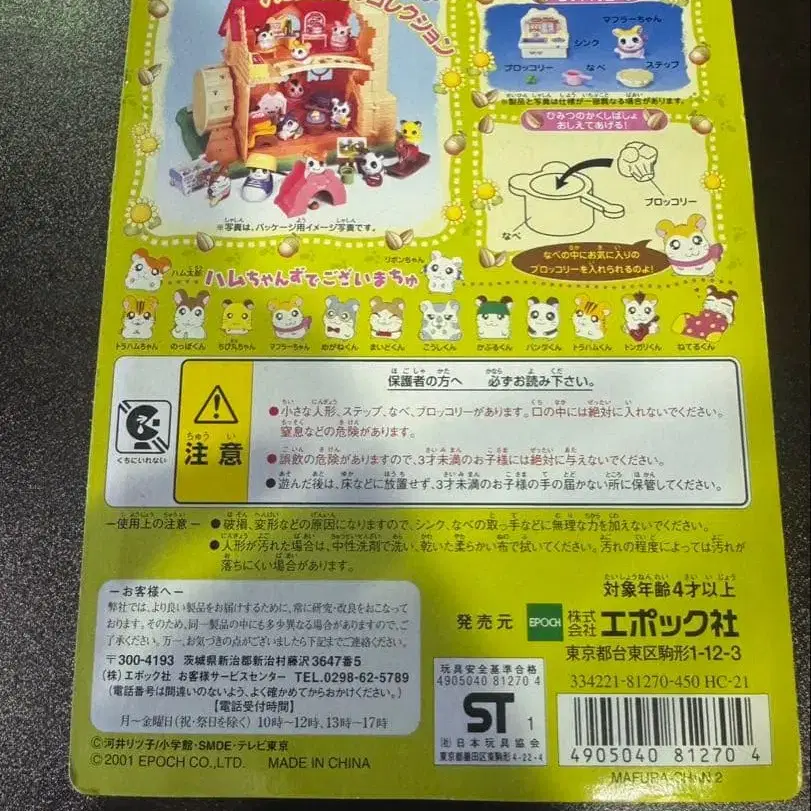 コレクション
マフラーちゃん
シンク
ブロッコリー
なべ
ステップ
※製品と写真は仕様が一部異なる場合があります。
※写真は、パッケージ用イメージ写真です。
ひみつのかくしばしょ
おしえてあげる!
ブロッコリー
なべ
なべの中にお気に入りの
ブロッコリーを入れられるのよ!
ハム太郎
リボンちゃん
ハムちゃんずでございまちゅ
トラハムちゃん
のっぽくん
ちび丸ちゃん
マフラーちゃん
めがねくん
まいどくん
こうしくん
かぶるくん
パンダくん
トラハムくん
トンガリくん
ねてるくん
保護者の方へ 必ずお読み下さい。
くちにいれない
注意
●小さな人形、ステップ、なべ、ブロッコリーがあります。口の中には絶対に入れないでください。
窒息などの危険があります。
●誤飲の危険がありますので、3才未満のお子様には絶対に与えないでください。
●遊んだ後は、床などに放置せず、3才未満のお子様の手の届かない所に保管してください。
ー使用上の注意ー
●破損、変形などの原因になりますので、シンク、なべの取っ手などに無理な力を加えないでください。
●人形が汚れた場合は、中性洗剤で洗い、乾いた柔らかい布で拭いてください。汚れの程度によっては汚れが
落ちにくい場合があります。
ーお客様へー
弊社では、より良い製品をお届けするために、常に研究・改良をおこなって
おります。そのため、同一製品の中にも多少異なる場合がありますので、ご
了承ください。万一、お気づきの点がございましたら下記までご連絡ください。
〒300-4193 茨城県新治郡新治村藤沢3647番5
(株)エポック社 お客様サービスセンター TEL.0298-62-5789
(電話番号は間違いのないよう、よく確かめてからおかけください。)
【電話受付時間】
月〜金曜日(祝・祭日を除く) 10時〜12時、13時〜17時
©河井リツ子/小学館・SMDE・テレビ東京
©2001 EPOCH CO., LTD. MADE IN CHINA
対象年齢4才以上
発売元 EPOCH 株式会社 エポック社
東京都台東区駒形1-12-3
玩具安全基準合格
4905040 81270 4
ST 1
(社)日本玩具協会
東京都墨田区東駒形4-22-4
334221-81270-450 HC-21
4905040 812704
MAFURA-CHAN 2